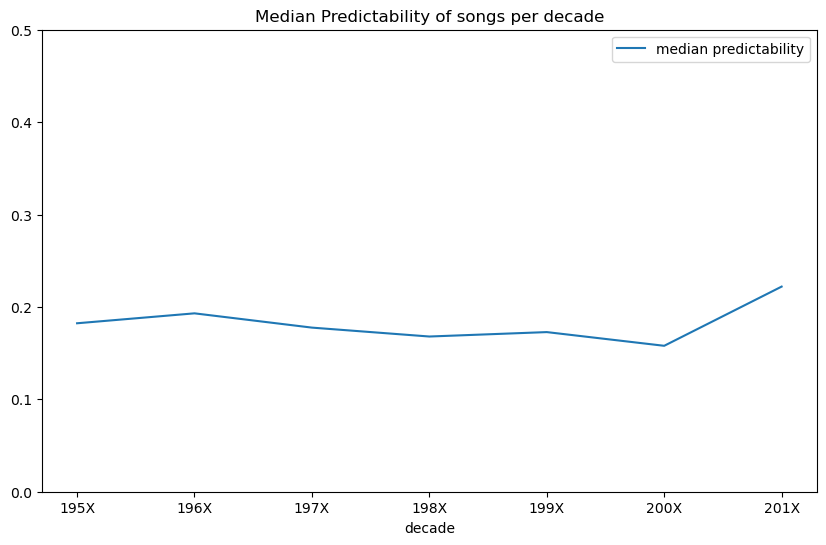 Median Predictability of songs per decade
median predictability
0.5
0.4
0.3
0.2
0.1
0.0
195X 196X 197X 198X 199X 200X 201X
decade